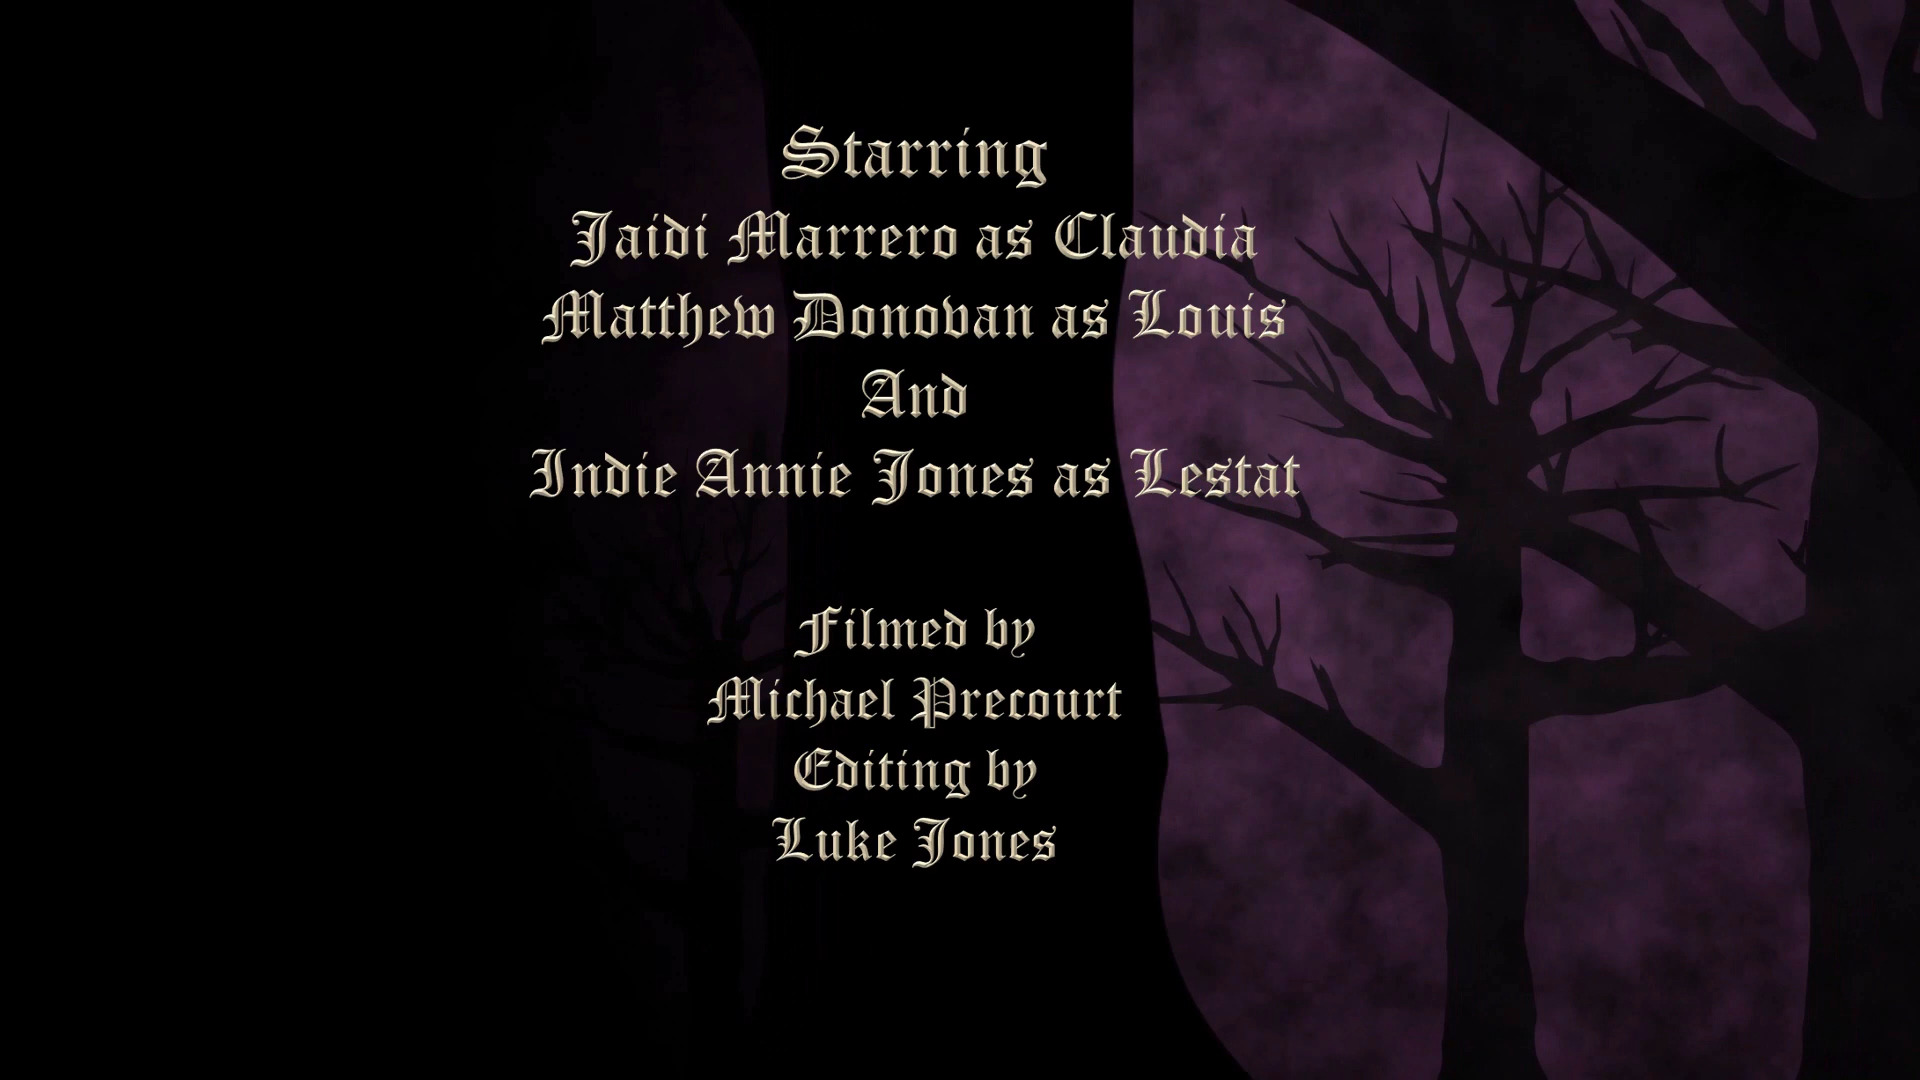 Starring
Jaidi Marrero as Claudia
Matthew Donovan as Louis
And
Indie Annie Jones as Lestat
Filmed by
Michael Precourt
Editing by
Luke Jones